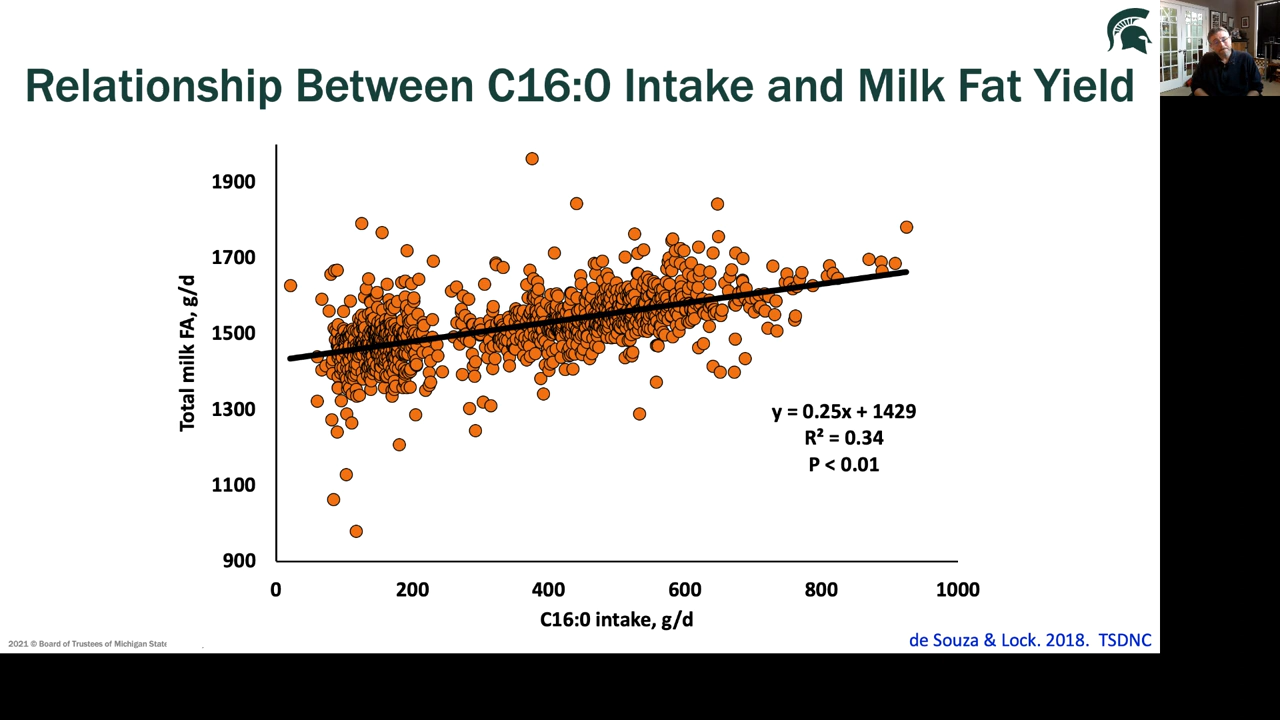 Relationship Between C16:0 Intake and Milk Fat Yield
1900
1700
1500
1300
1100
900
Total milk FA, g/d
y = 0.25x + 1429
R² = 0.34
P < 0.01
0 200 400 600 800 1000
C16:0 intake, g/d
2021 © Board of Trustees of Michigan State
de Souza & Lock. 2018. TSDNC